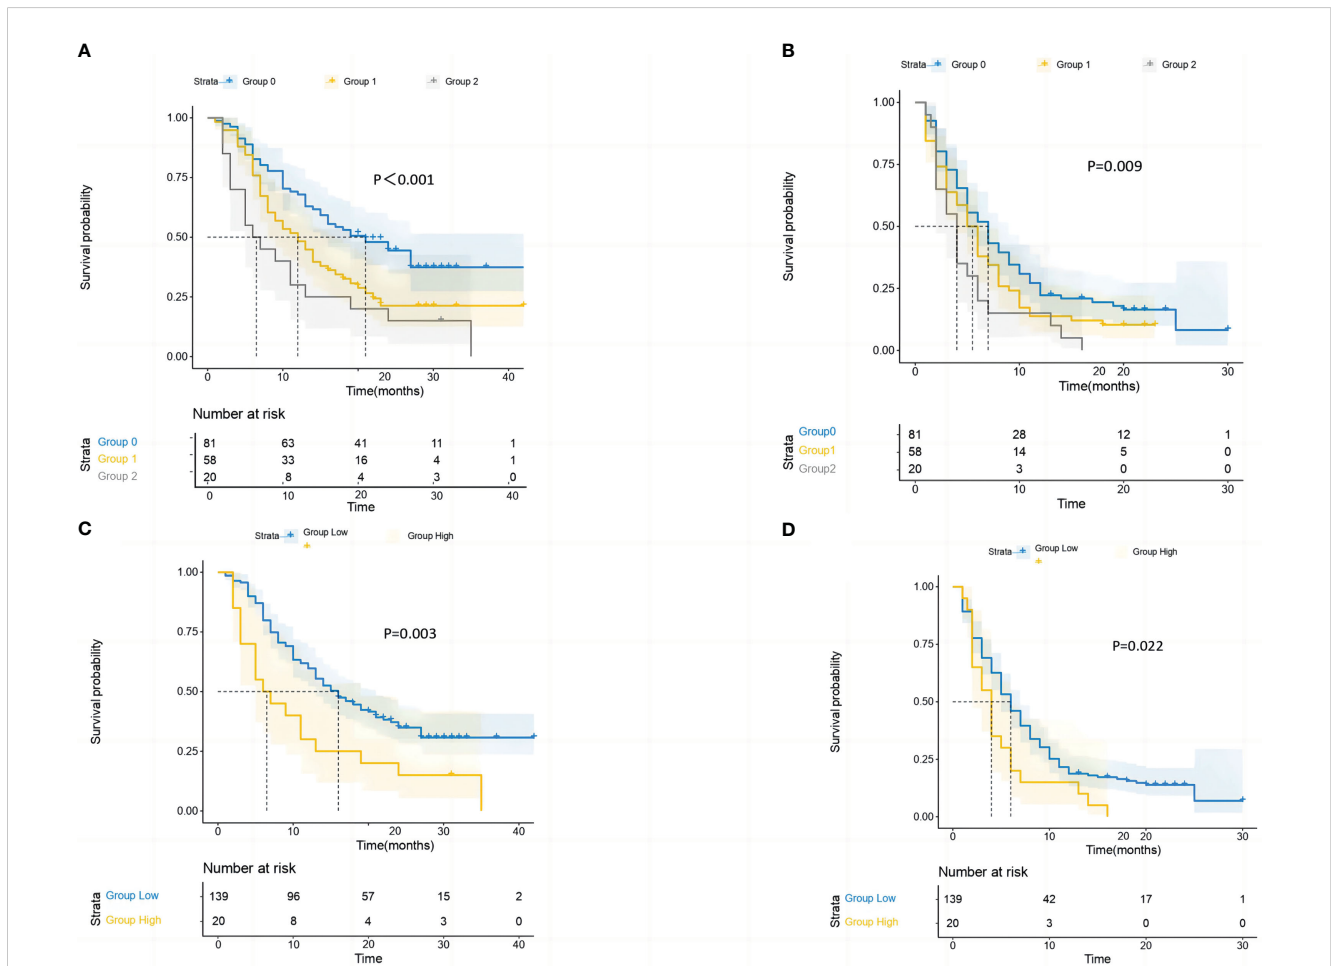 A
Strata Group 0 Group 1 Group 2
1.00
0.75
0.50
0.25
0.00
Survival probability
P＜0.001
0 10 20 30 40
Time(months)
Number at risk
Strata
Group 0 81 63 41 11 1
Group 1 58 33 16 4 1
Group 2 20 8 4 3 0
0 10 20 30 40
Time
B
Strata Group 0 Group 1 Group 2
1.00
0.75
0.50
0.25
0.00
Survival probability
P=0.009
0 10 20 20 30
Time(months)
Strata
Group0 81 28 12 1
Group1 58 14 5 0
Group2 20 3 0 0
0 10 20 30
Time
C
Strata Group Low Group High
1.00
0.75
0.50
0.25
0.00
Survival probability
P=0.003
0 10 20 30 40
Time(months)
Number at risk
Strata
Group Low 139 96 57 15 2
Group High 20 8 4 3 0
0 10 20 30 40
Time
D
Strata Group Low Group High
1.00
0.75
0.50
0.25
0.00
Survival probability
P=0.022
0 10 20 20 30
Time(months)
Number at risk
Strata
Group Low 139 42 17 1
Group High 20 3 0 0
0 10 20 30
Time